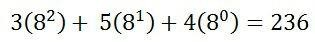 3(8²) + 5(8¹) + 4(8⁰) = 236